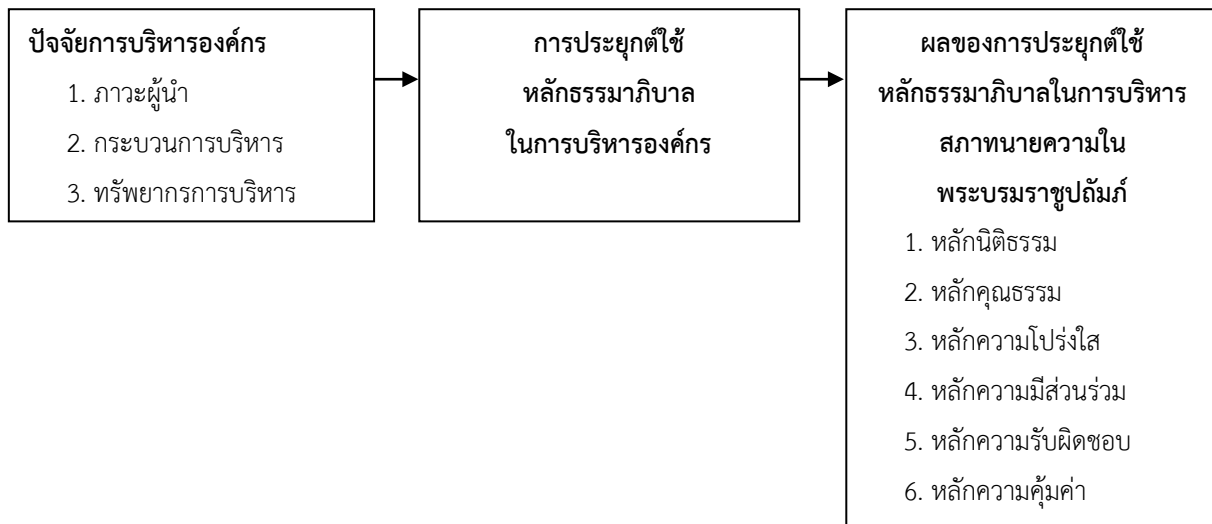 ปัจจัยการบริหารองค์กร
1. ภาวะผู้นำ
2. กระบวนการบริหาร
3. ทรัพยากรการบริหาร
การประยุกต์ใช้
หลักธรรมาภิบาล
ในการบริหารองค์กร
ผลของการประยุกต์ใช้
หลักธรรมาภิบาลในการบริหาร
สภาทนายความใน
พระบรมราชูปถัมภ์
1. หลักนิติธรรม
2. หลักคุณธรรม
3. หลักความโปร่งใส
4. หลักความมีส่วนร่วม
5. หลักความรับผิดชอบ
6. หลักความคุ้มค่า